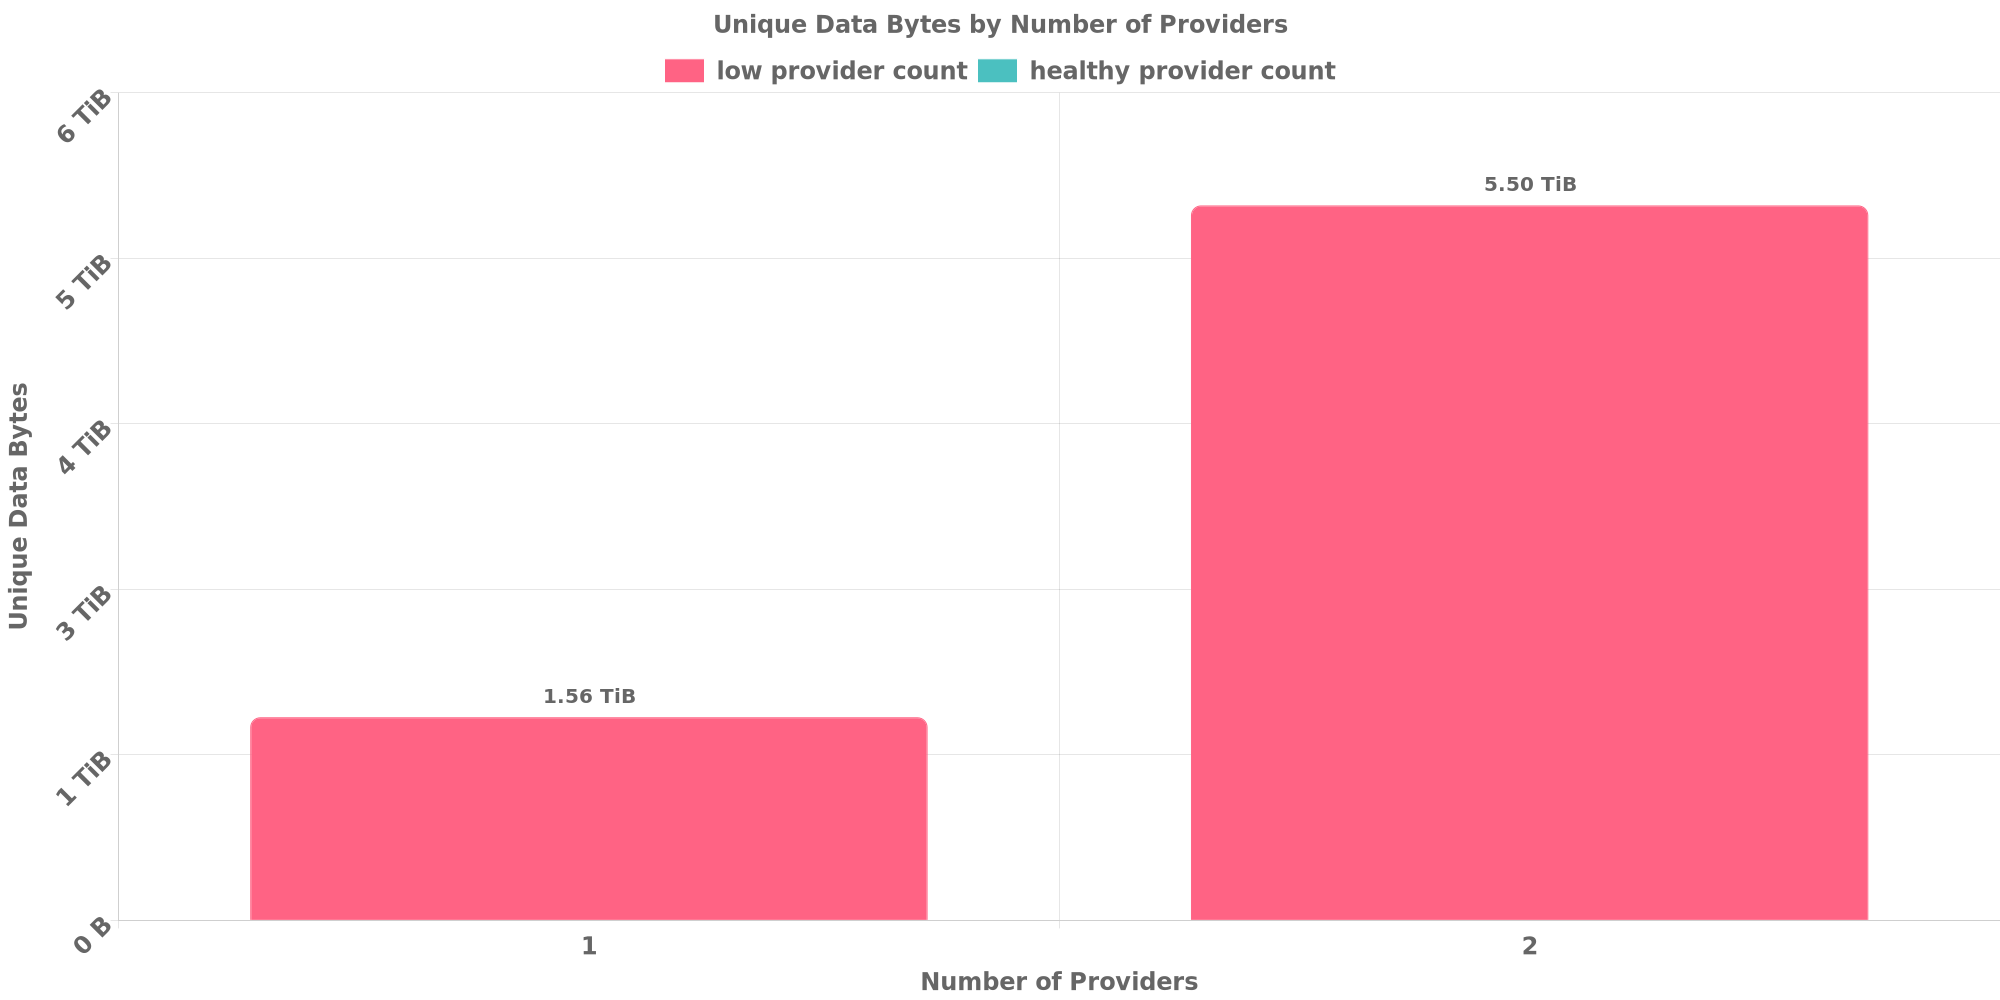 Unique Data Bytes by Number of Providers
low provider count
healthy provider count
6 TiB
5 TiB
4 TiB
3 TiB
1 TiB
0 B
Unique Data Bytes
1.56 TiB
5.50 TiB
1
2
Number of Providers